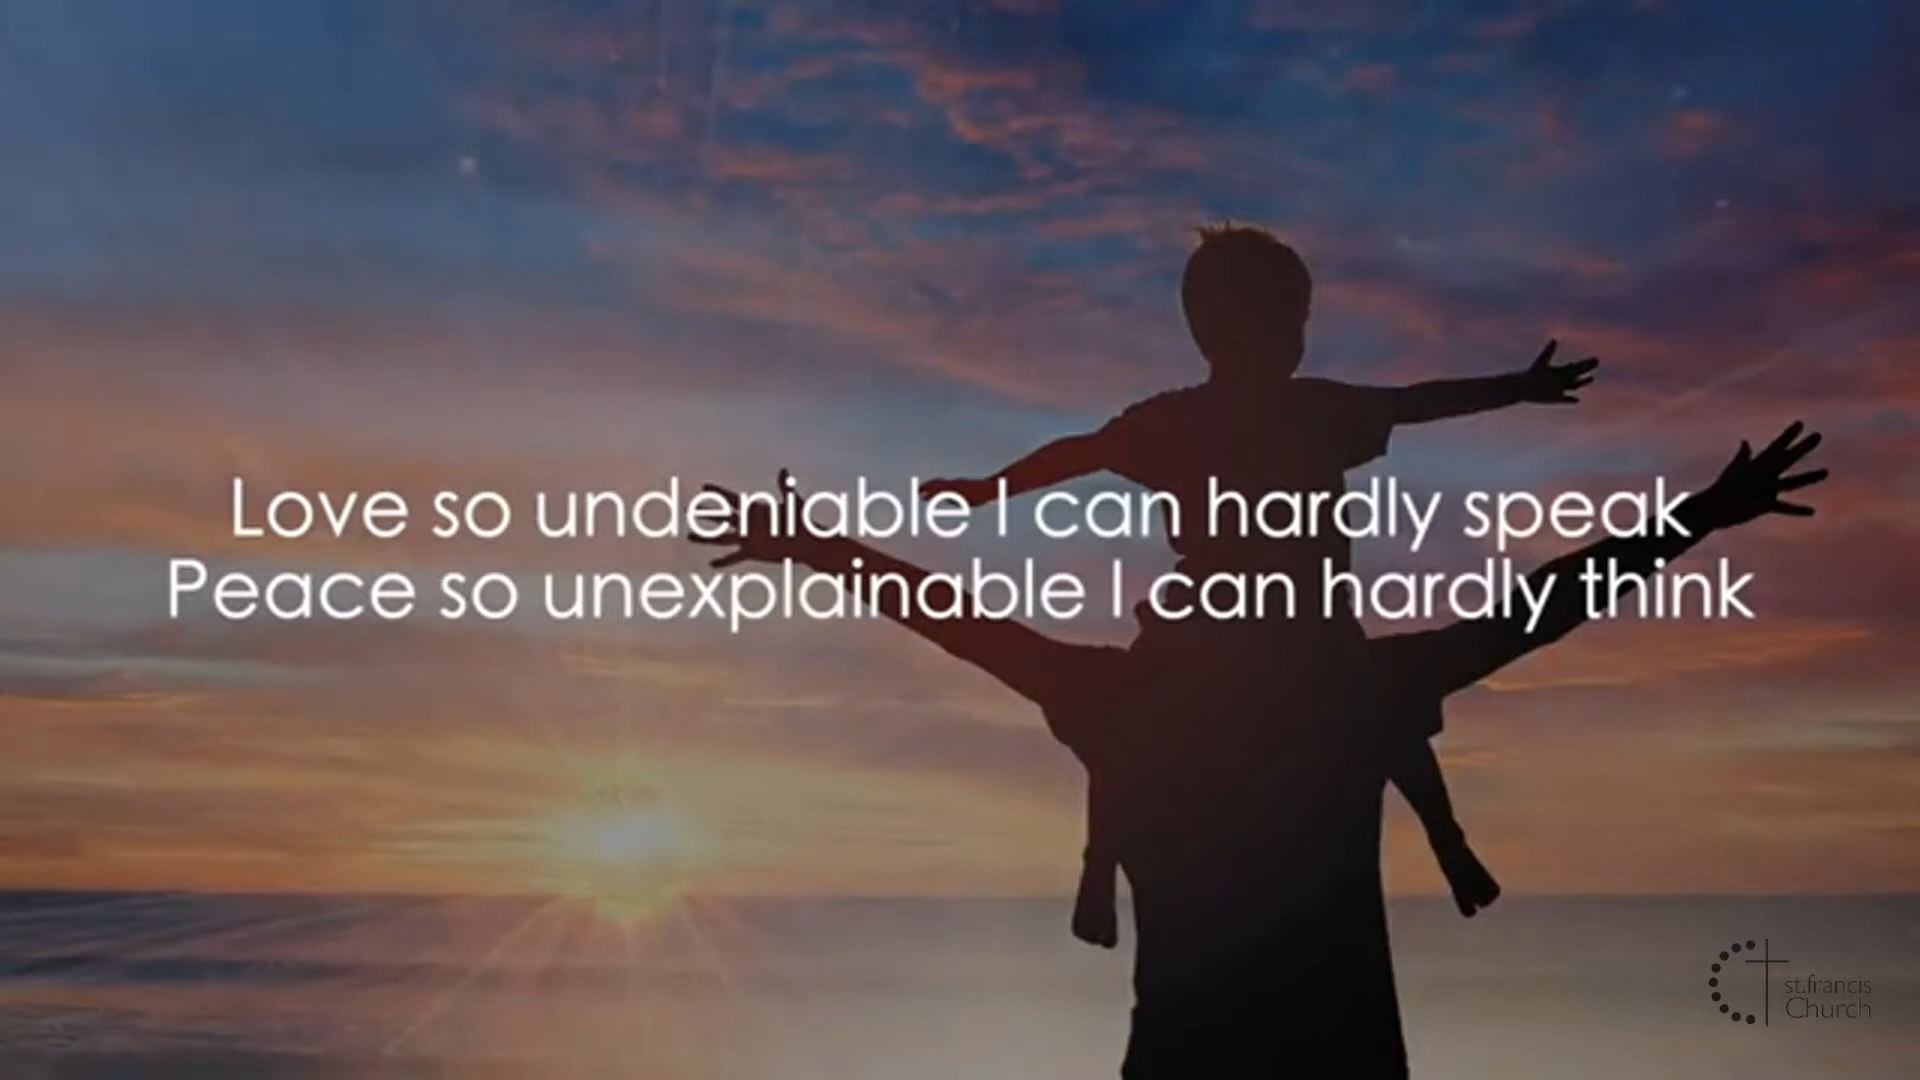 Love so undeniable I can hardly speak
Peace so unexplainable I can hardly think
st.francis
Church